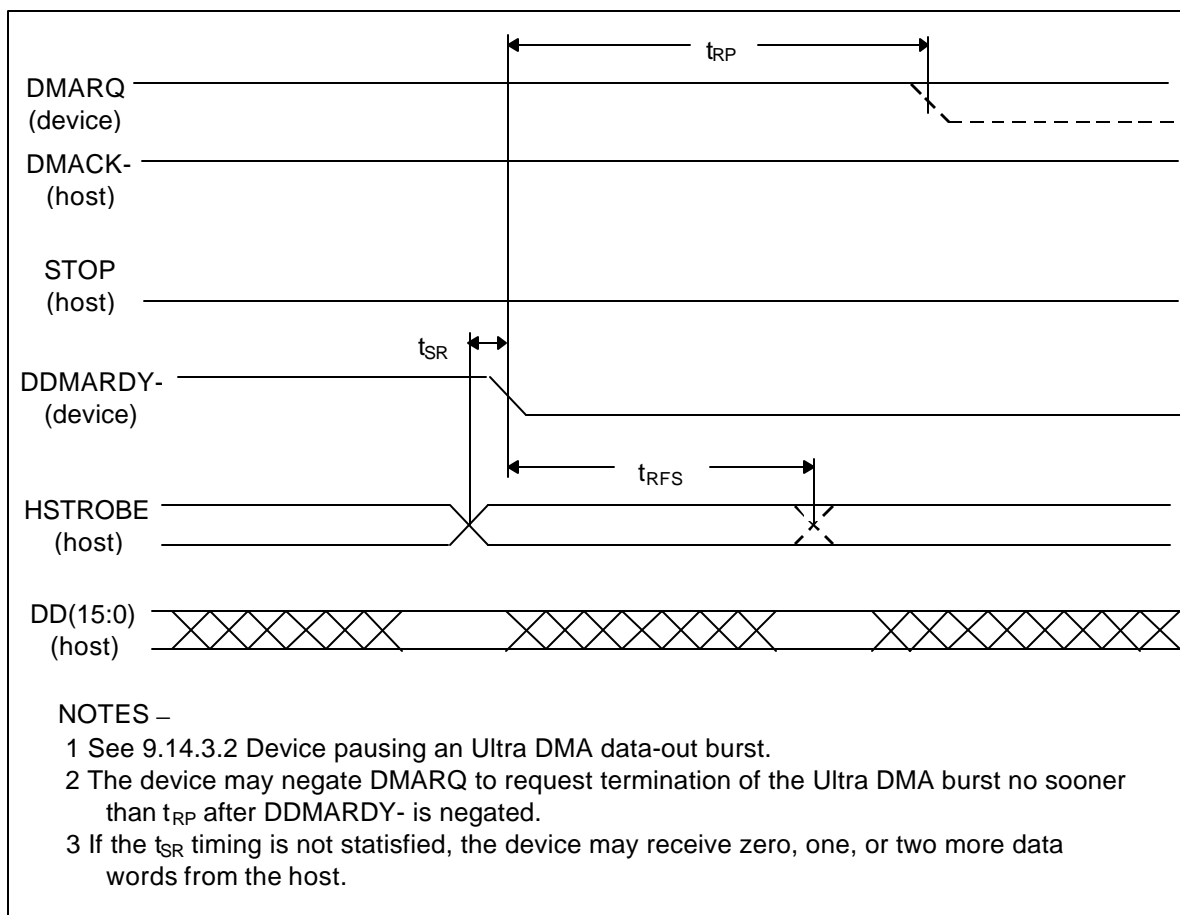 tRP
DMARQ
(device)
DMACK-
(host)
STOP
(host)
tSR
DDMARDY-
(device)
tRFS
HSTROBE
(host)
DD(15:0)
(host)
NOTES –
1 See 9.14.3.2 Device pausing an Ultra DMA data-out burst.
2 The device may negate DMARQ to request termination of the Ultra DMA burst no sooner
than tRP after DDMARDY- is negated.
3 If the tSR timing is not statisfied, the device may receive zero, one, or two more data
words from the host.